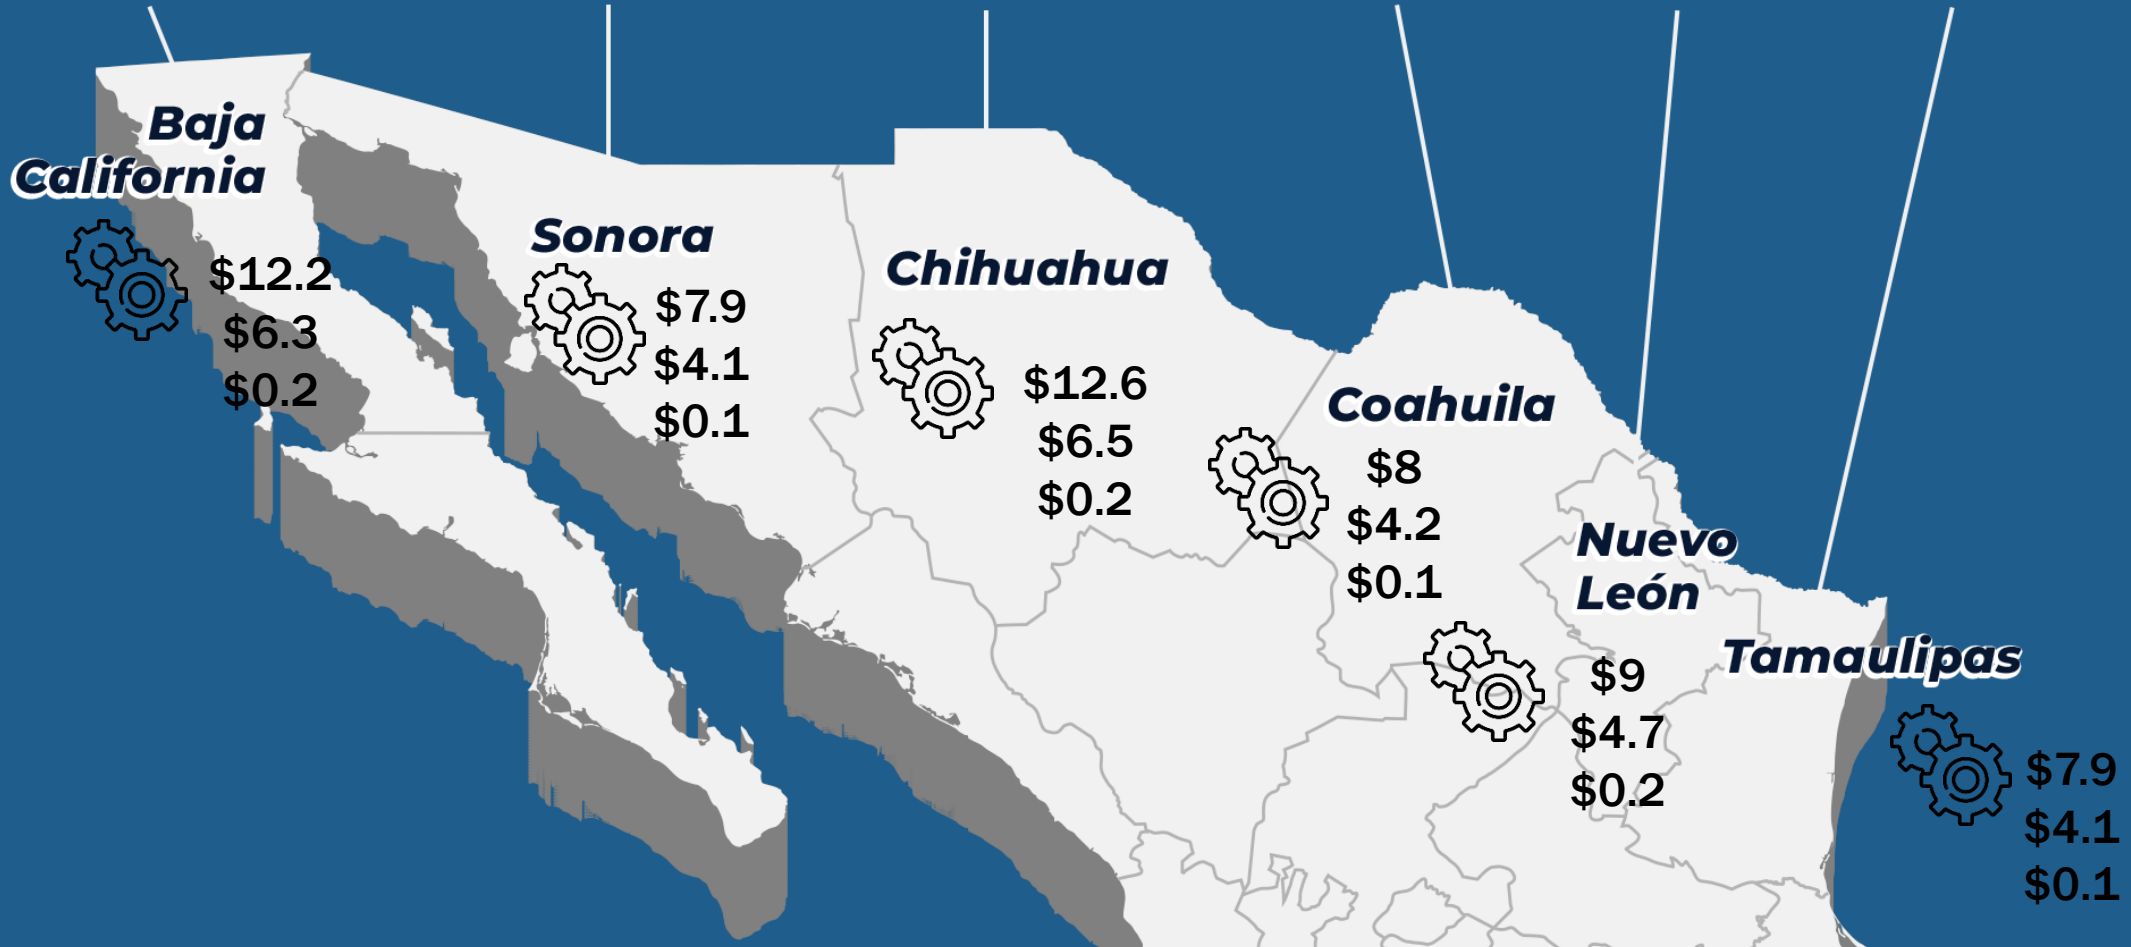 Baja
California
$12.2
$6.3
$0.2
Sonora
$7.9
$4.1
$0.1
Chihuahua
$12.6
$6.5
$0.2
Coahuila
$8
$4.2
$0.1
Nuevo
León
$9
$4.7
$0.2
Tamaulipas
$7.9
$4.1
$0.1